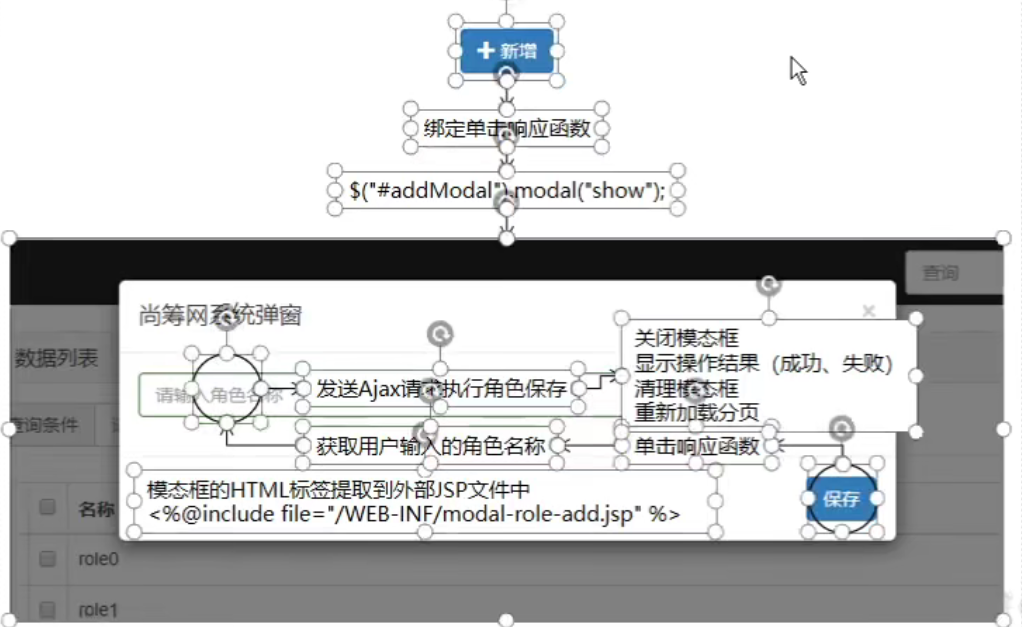 新增
绑定单击响应函数
$("#addModal").modal("show");
查询
尚筹网系统弹窗
×
数据列表
关闭模态框
显示操作结果（成功、失败）
清理模态框
重新加载分页
请输入角色名称
发送Ajax请求执行角色保存
查询条件
获取用户输入的角色名称
单击响应函数
模态框的HTML标签提取到外部JSP文件中
<%@include file="/WEB-INF/modal-role-add.jsp" %>
保存
名称
role0
role1